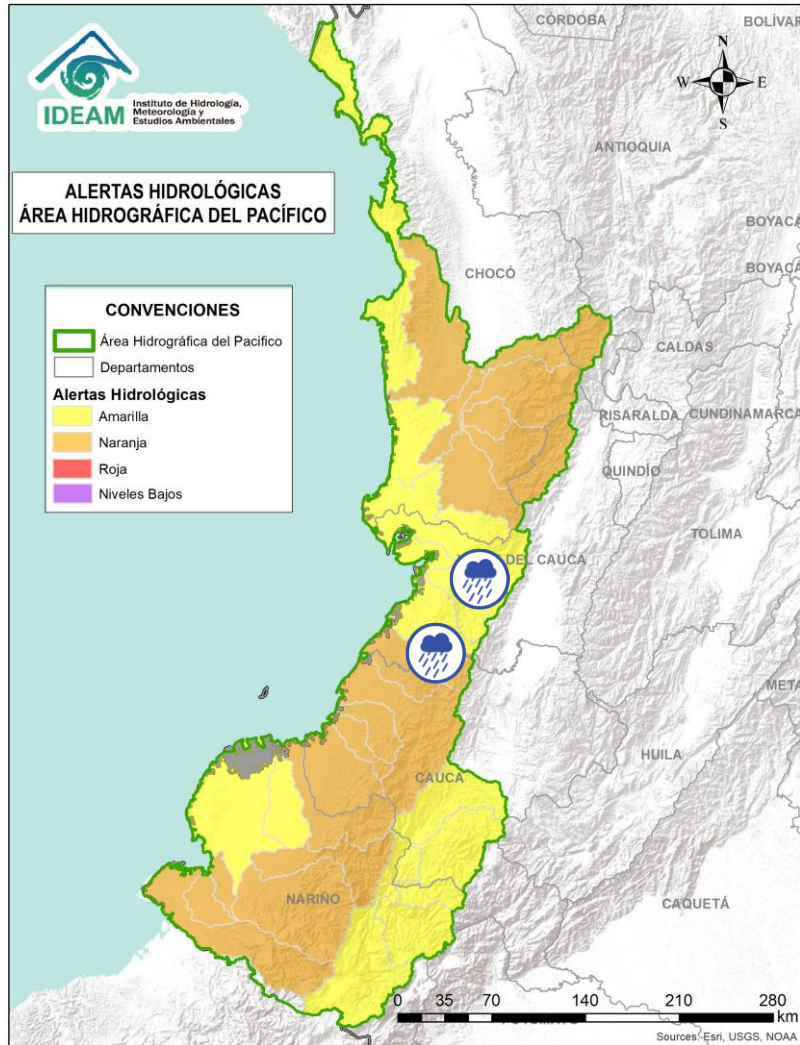 IDEAM
Instituto de Hidrología,
Meteorología y
Estudios Ambientales
ALERTAS HIDROLÓGICAS
ÁREA HIDROGRÁFICA DEL PACÍFICO
CONVENCIONES
Área Hidrográfica del Pacifico
Departamentos
Alertas Hidrológicas
Amarilla
Naranja
Roja
Niveles Bajos
N
W
E
S
CÓRDOBA
BOLÍVAR
ANTIOQUIA
BOYACÁ
BOYACÁ
CHOCÓ
CALDAS
RISARALDA
CUNDINAMARCA
QUINDÍO
TOLIMA
DEL CAUCA
META
HUILA
CAUCA
NARIÑO
CAQUETÁ
0 35 70 140 210 280
km
Sources: Esri, USGS, NOAA